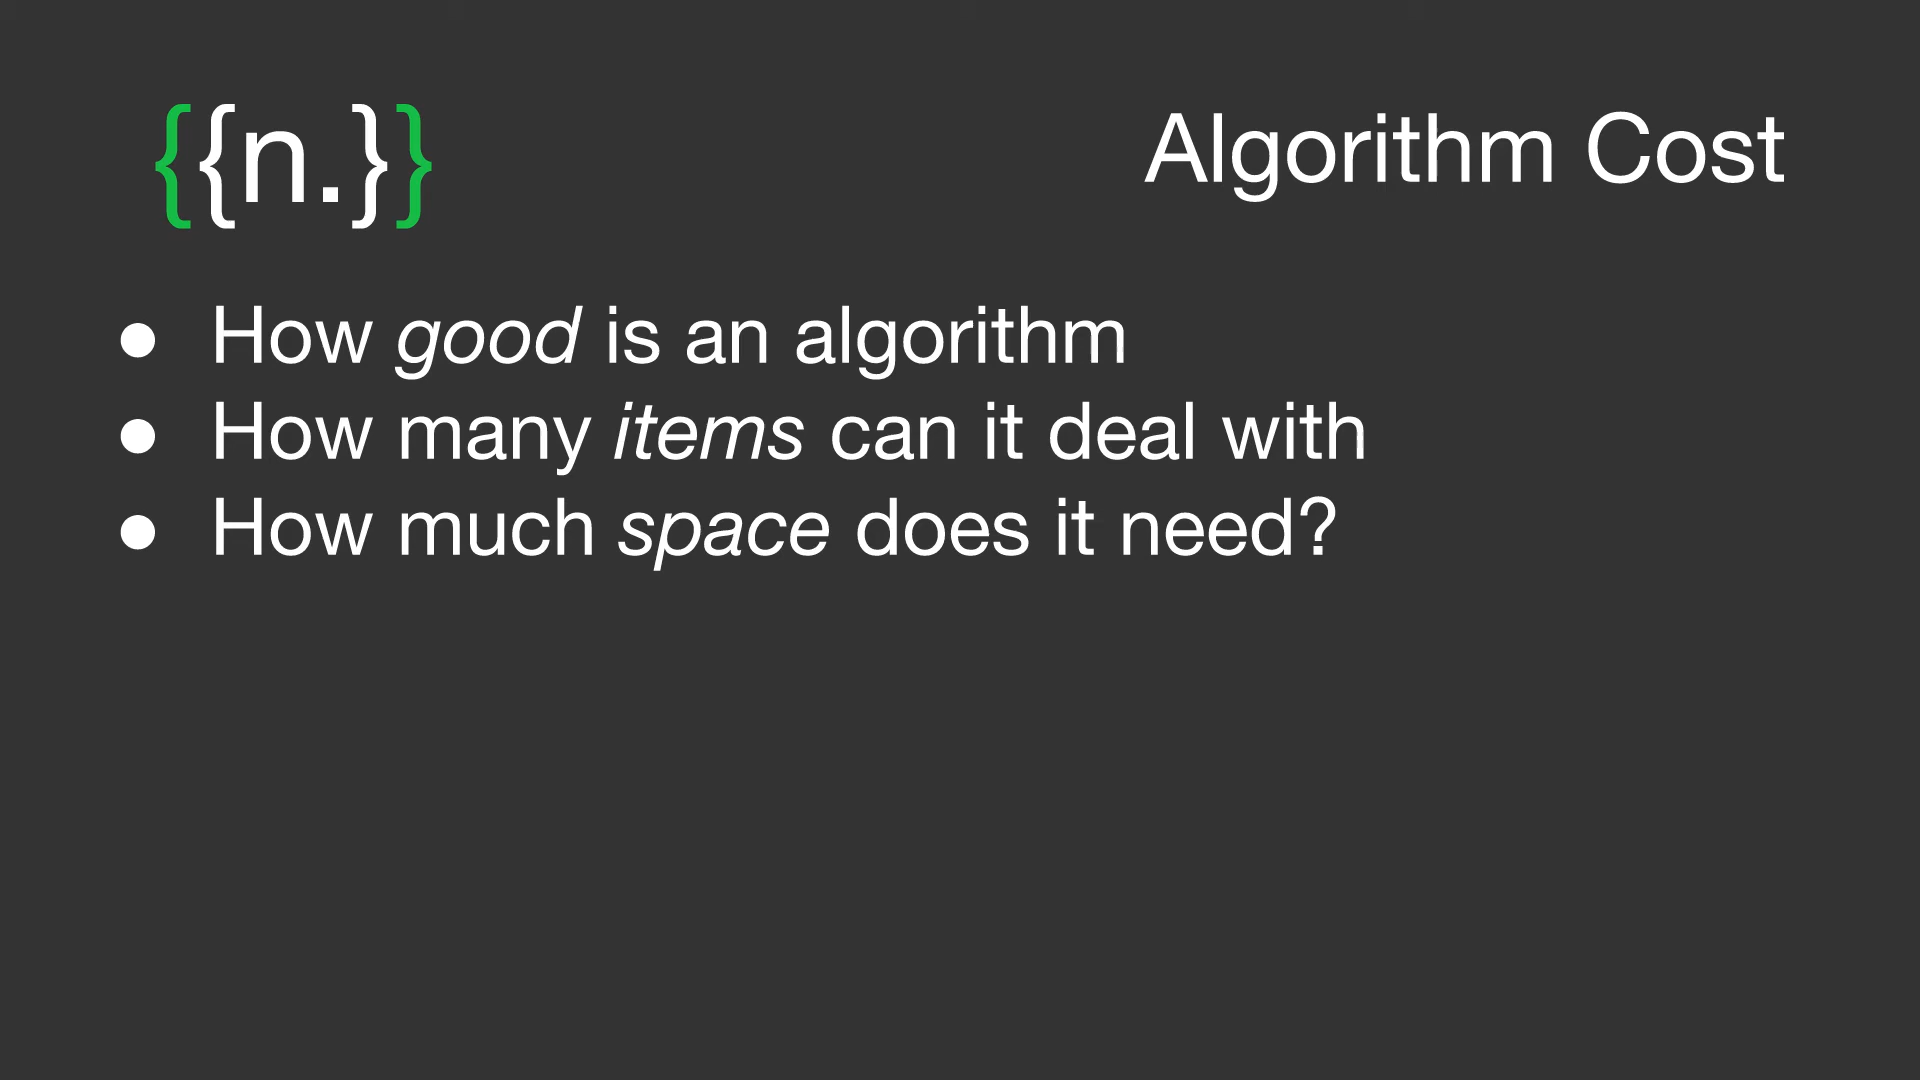 {{n.}}
Algorithm Cost
● How good is an algorithm
● How many items can it deal with
● How much space does it need?